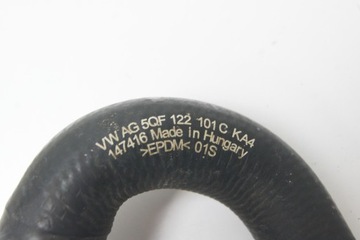 VW AG 5QF 122 101 C KA4
147416 Made in Hungary
>EPDM< 01S